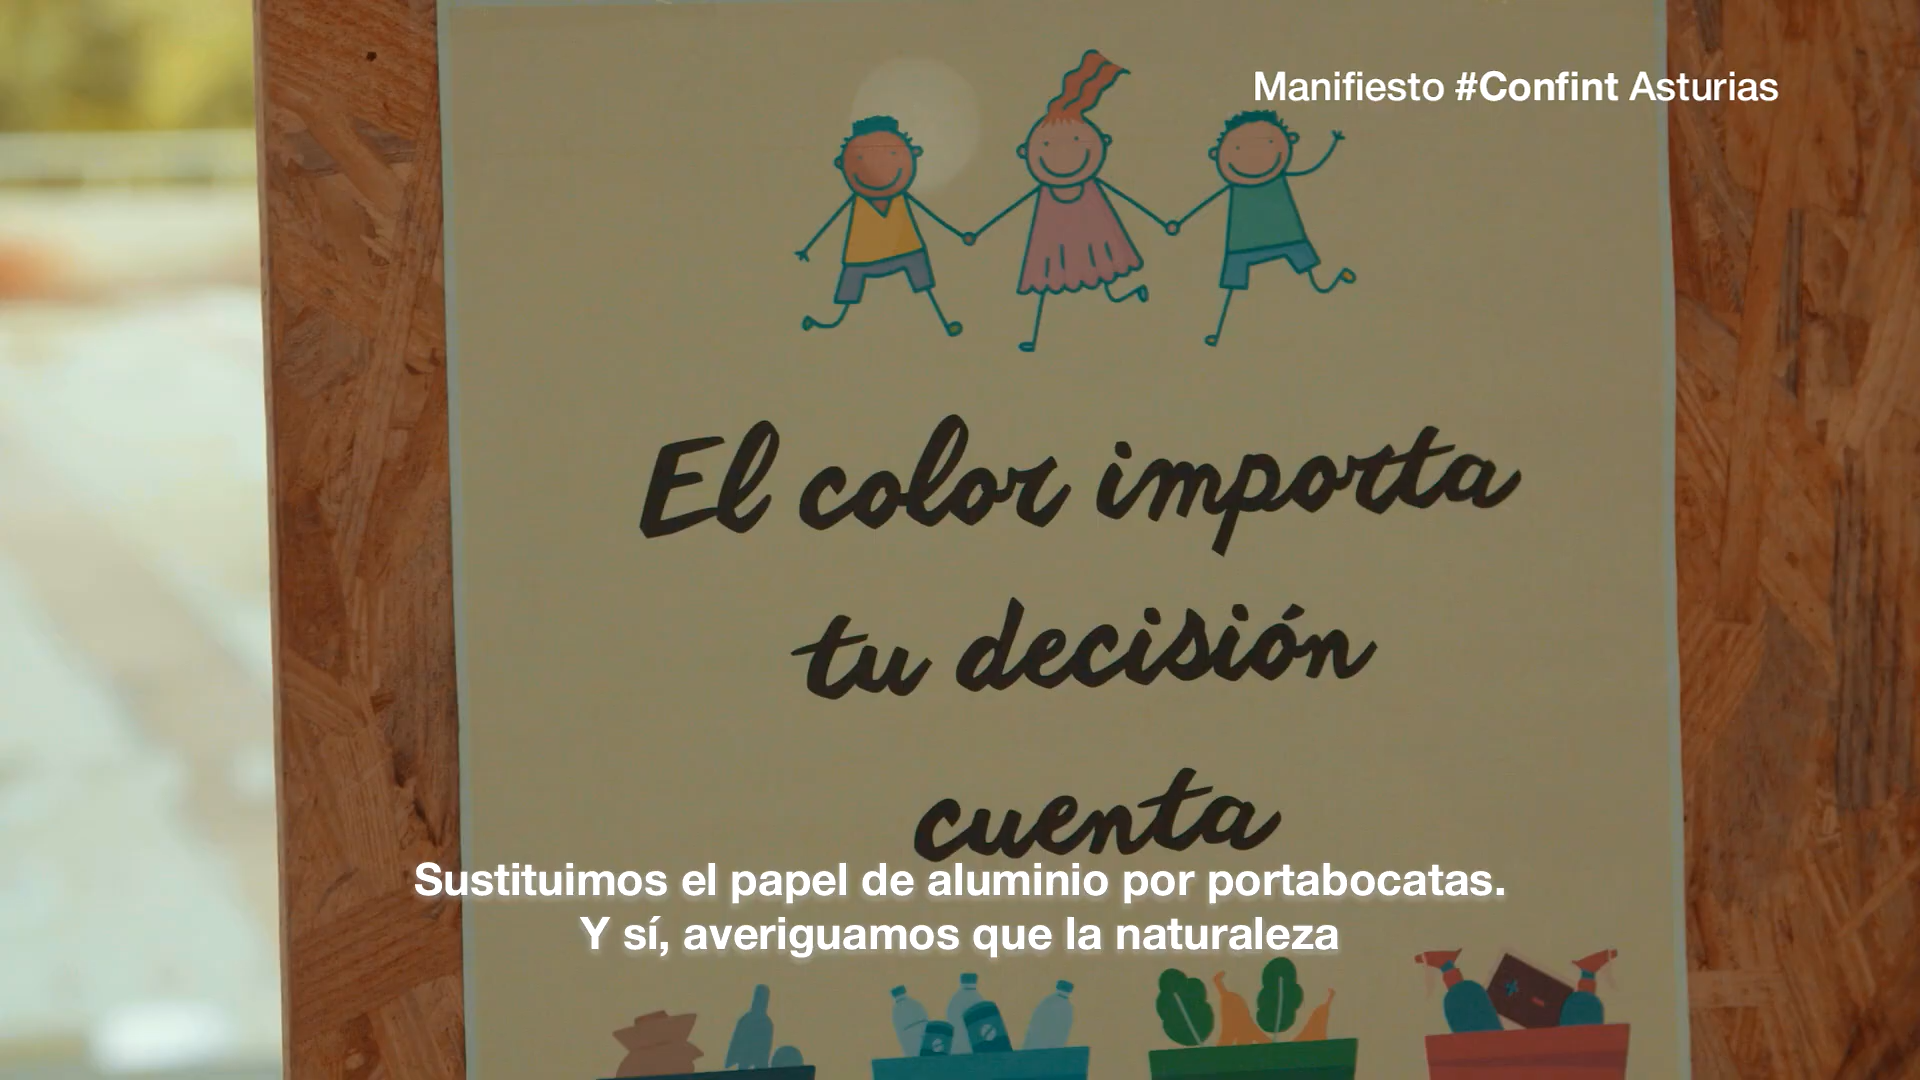 Manifiesto #Confint Asturias
El color importa
tu decisión
cuenta
Sustituimos el papel de aluminio por portabocatas.
Y sí, averiguamos que la naturaleza